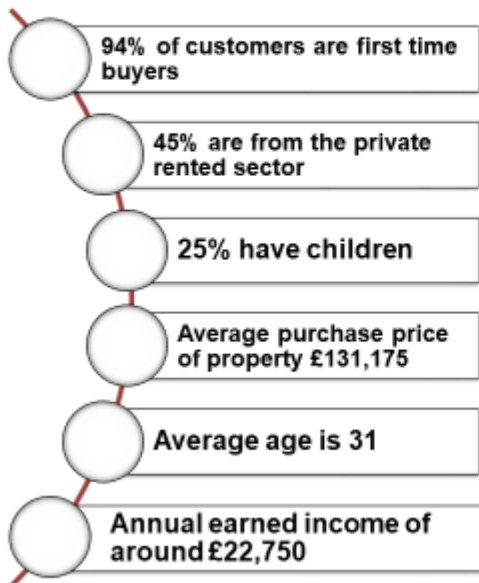 94% of customers are first time
buyers
45% are from the private
rented sector
25% have children
Average purchase price
of property £131,175
Average age is 31
Annual earned income of
around £22,750